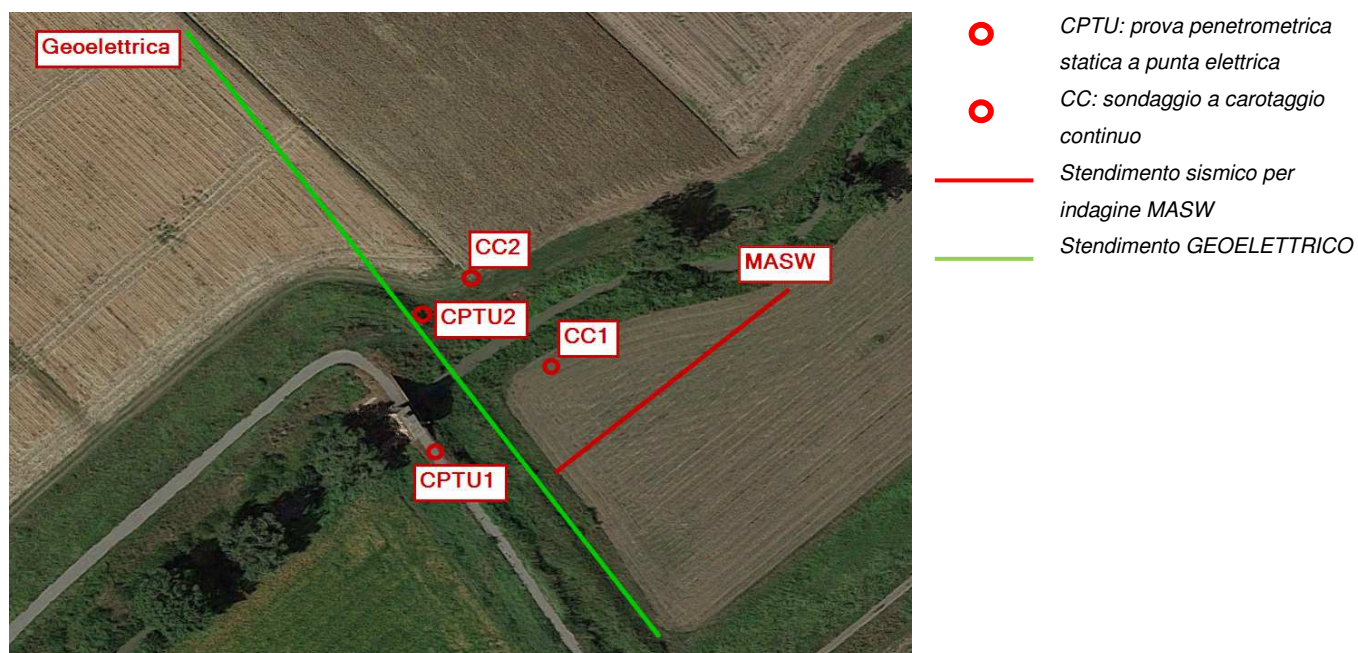 Geoelettrica
CC2
MASW
CPTU2
CC1
CPTU1
CPTU: prova penetrometrica
statica a punta elettrica
CC: sondaggio a carotaggio
continuo
Stendimento sismico per
indagine MASW
Stendimento GEOELETTRICO